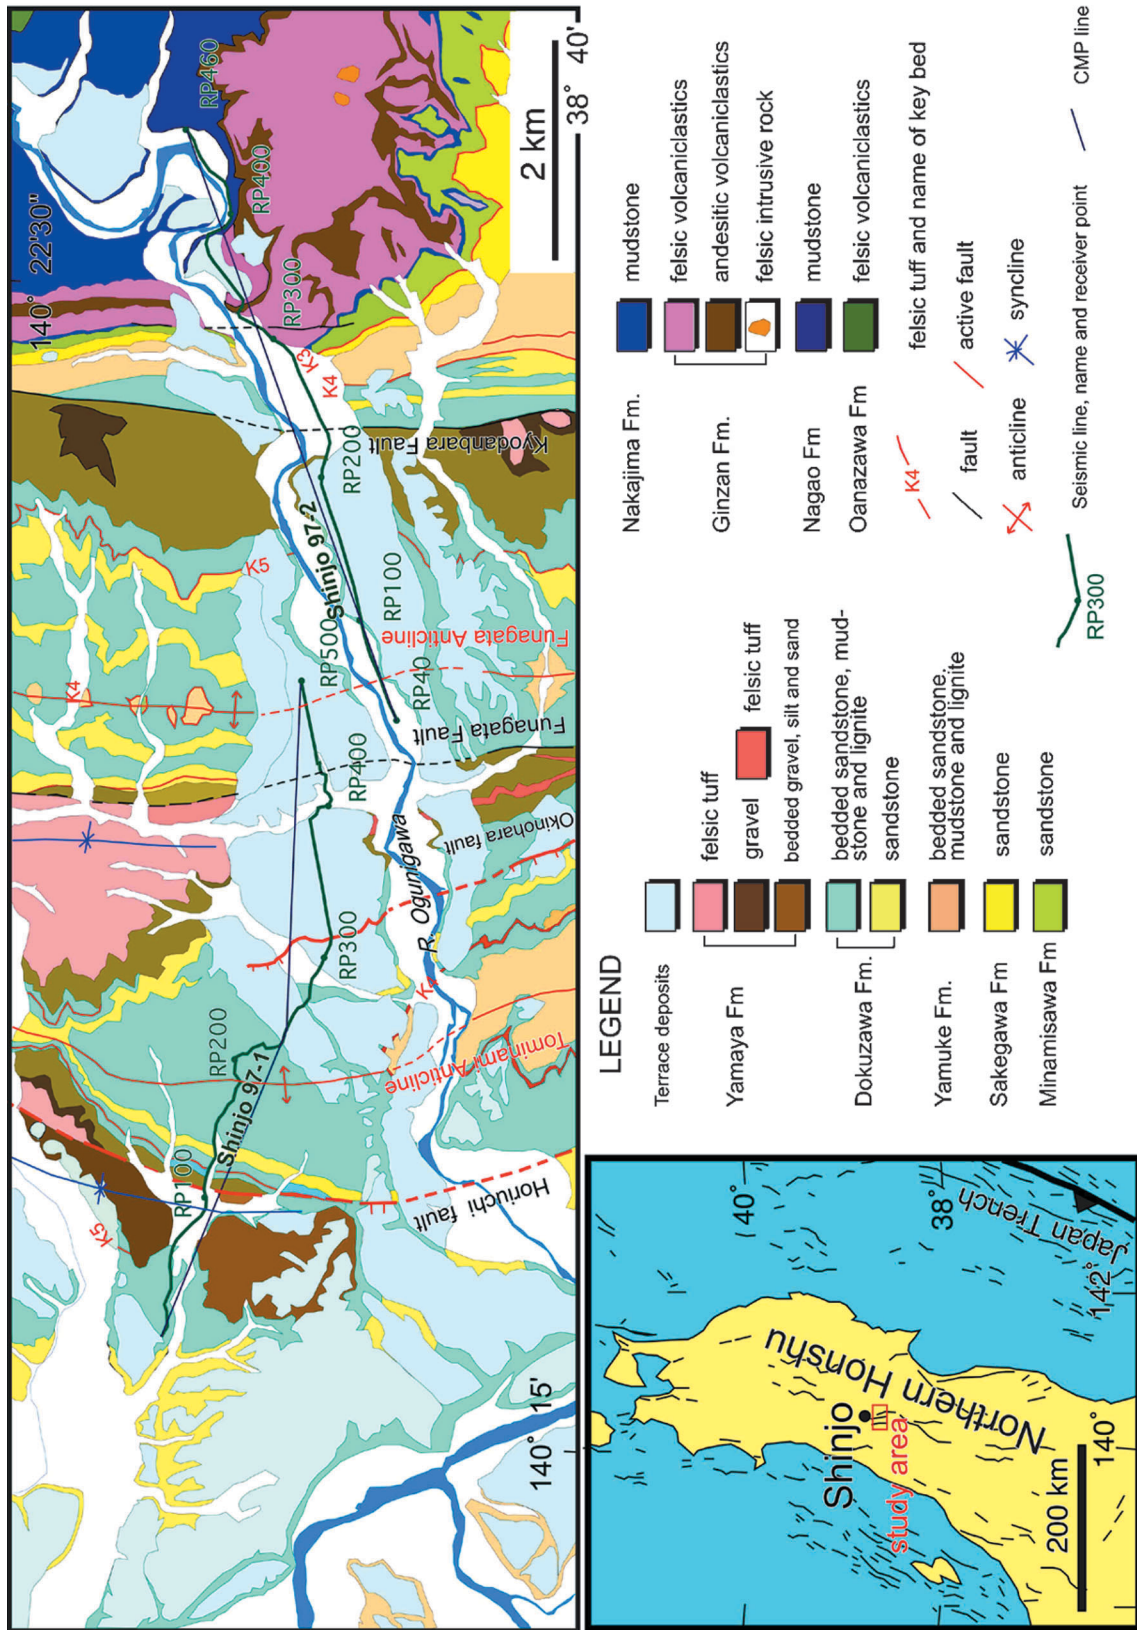 140° 15'
140° 22'30"
38° 40'
2 km
K5
RP100
Shinjo 97-1
RP200
RP300
RP400
RP500
Horiuchi fault
Tominami Anticline
K4
R. Ogunigawa
Okinohara fault
Funagata Fault
Funagata Anticline
K4
K5
RP40
RP100
Shinjo 97-2
RP200
Kyodanbara Fault
K4
K3
RP300
RP400
RP460
Shinjo
study area
Northern Honshu
Japan Trench
40°
38°
140°
142°
200 km
LEGEND
Terrace deposits
Yamaya Fm
felsic tuff
gravel
felsic tuff
bedded gravel, silt and sand
Dokuzawa Fm.
bedded sandstone, mud-
stone and lignite
sandstone
Yamuke Fm.
bedded sandstone,
mudstone and lignite
Sakegawa Fm
sandstone
Minamisawa Fm
sandstone
Nakajima Fm.
mudstone
Ginzan Fm.
felsic volcaniclastics
andesitic volcaniclastics
felsic intrusive rock
Nagao Fm
mudstone
Oanazawa Fm
felsic volcaniclastics
K4
felsic tuff and name of key bed
fault
active fault
anticline
syncline
RP300
Seismic line, name and receiver point
CMP line